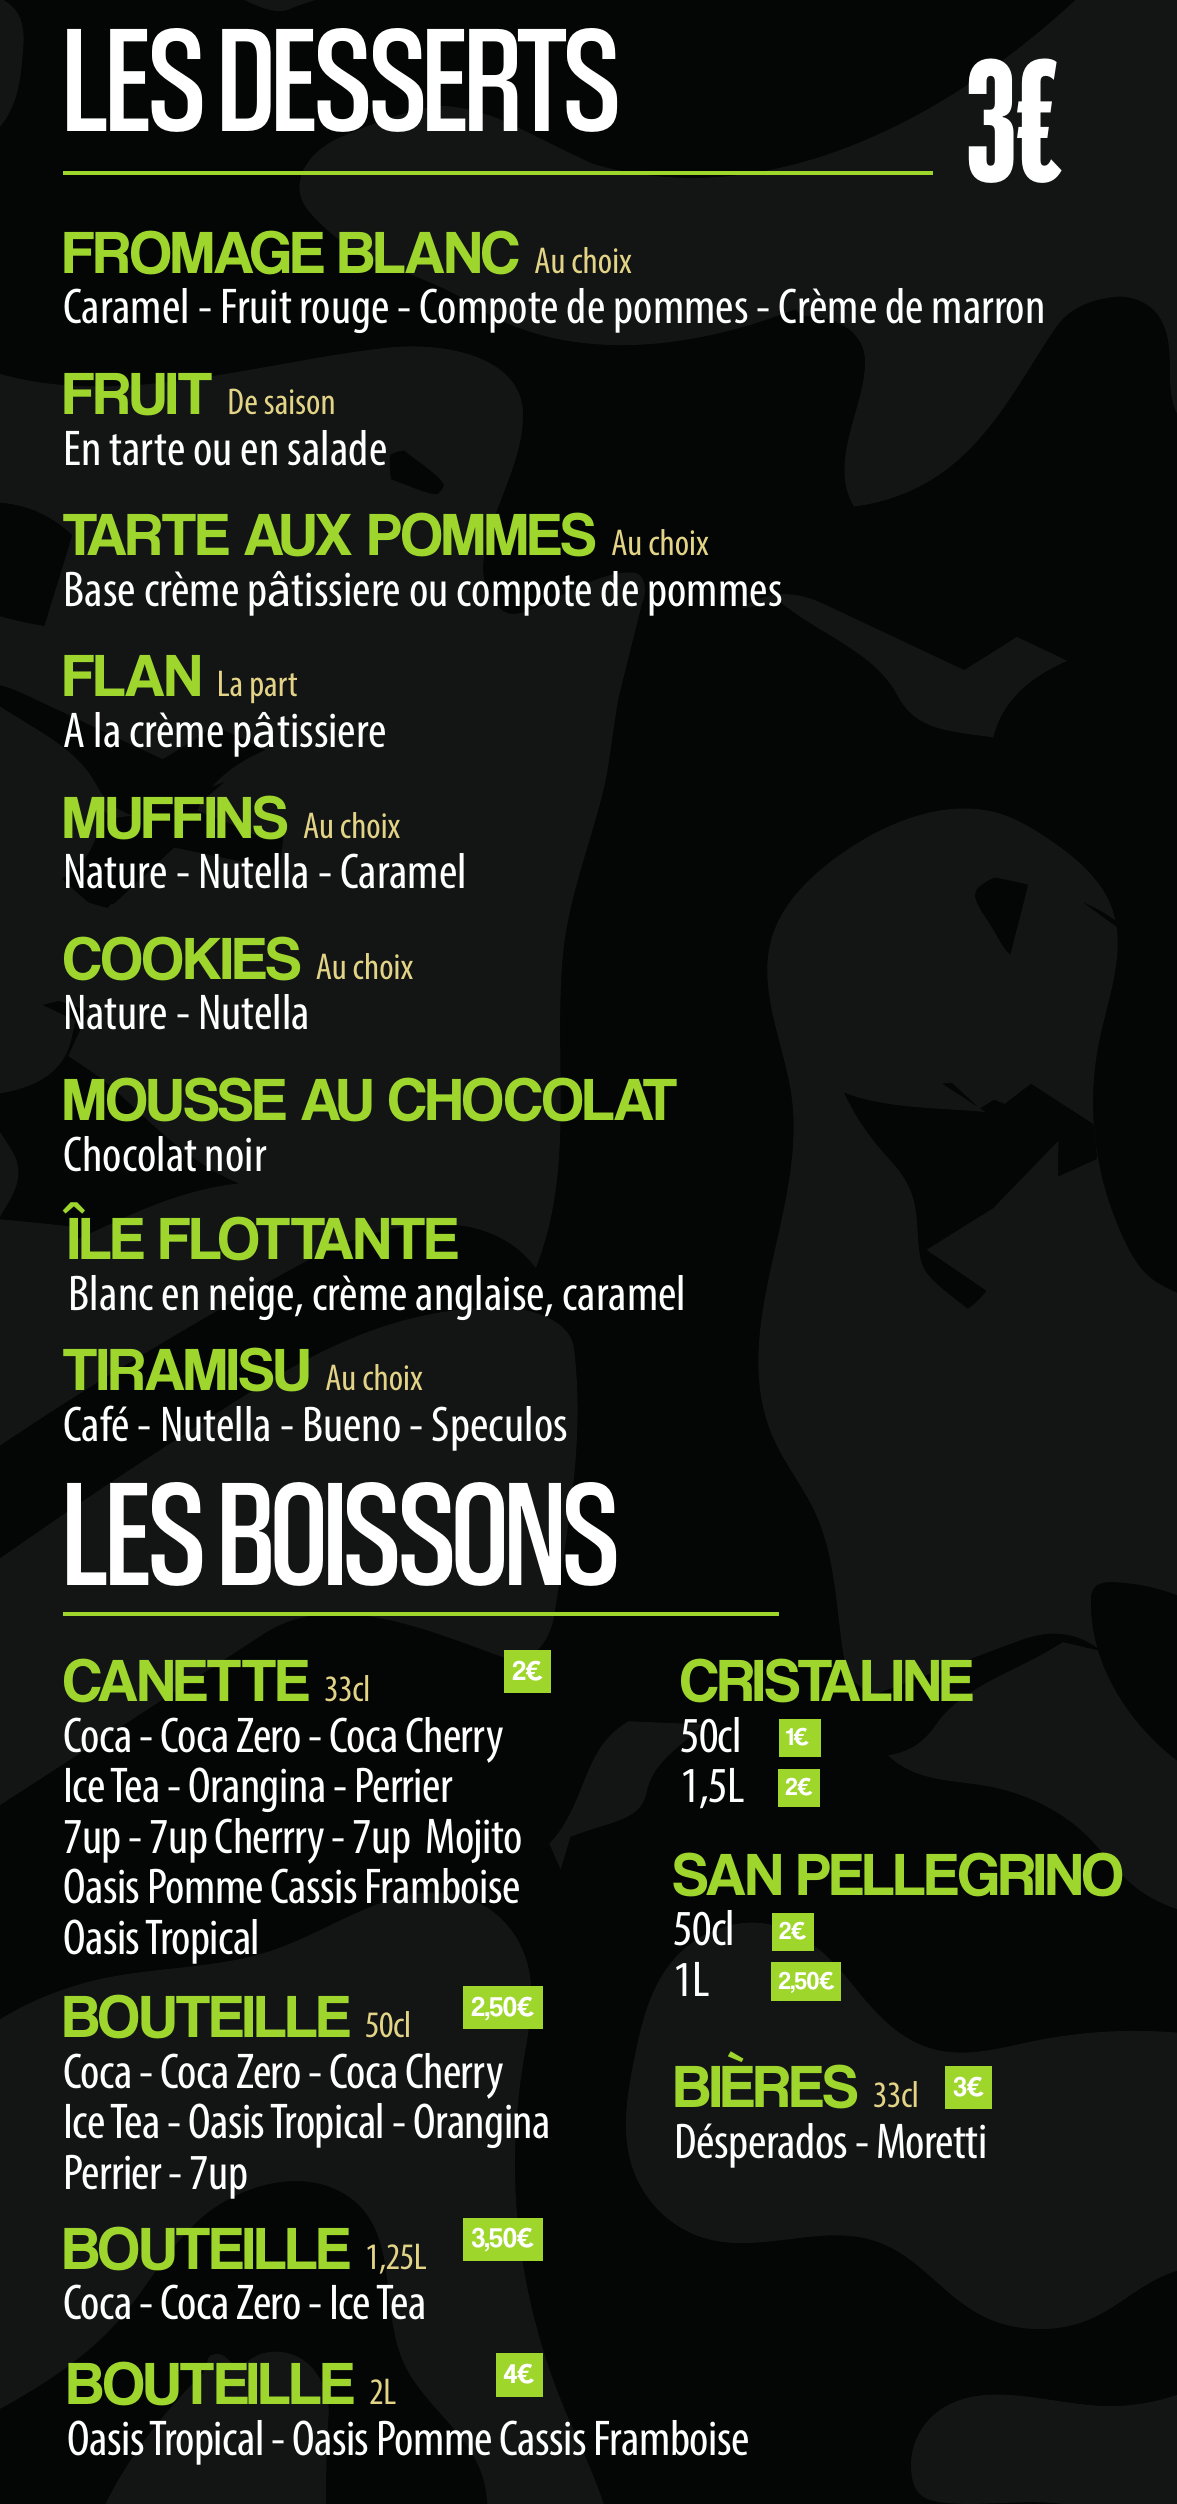 LES DESSERTS
3€
FROMAGE BLANC Au choix
Caramel - Fruit rouge - Compote de pommes - Crème de marron
FRUIT De saison
En tarte ou en salade
TARTE AUX POMMES Au choix
Base crème pâtissiere ou compote de pommes
FLAN La part
A la crème pâtissiere
MUFFINS Au choix
Nature - Nutella - Caramel
COOKIES Au choix
Nature - Nutella
MOUSSE AU CHOCOLAT
Chocolat noir
ÎLE FLOTTANTE
Blanc en neige, crème anglaise, caramel
TIRAMISU Au choix
Café - Nutella - Bueno - Speculos
LES BOISSONS
CANETTE 33cl 2€
Coca - Coca Zero - Coca Cherry
Ice Tea - Orangina - Perrier
7up - 7up Cherrry - 7up Mojito
Oasis Pomme Cassis Framboise
Oasis Tropical
BOUTEILLE 50cl 2,50€
Coca - Coca Zero - Coca Cherry
Ice Tea - Oasis Tropical - Orangina
Perrier - 7up
BOUTEILLE 1,25L 3,50€
Coca - Coca Zero - Ice Tea
BOUTEILLE 2L 4€
Oasis Tropical - Oasis Pomme Cassis Framboise
CRISTALINE
50cl 1€
1,5L 2€
SAN PELLEGRINO
50cl 2€
1L 2,50€
BIÈRES 33cl 3€
Désperados - Moretti